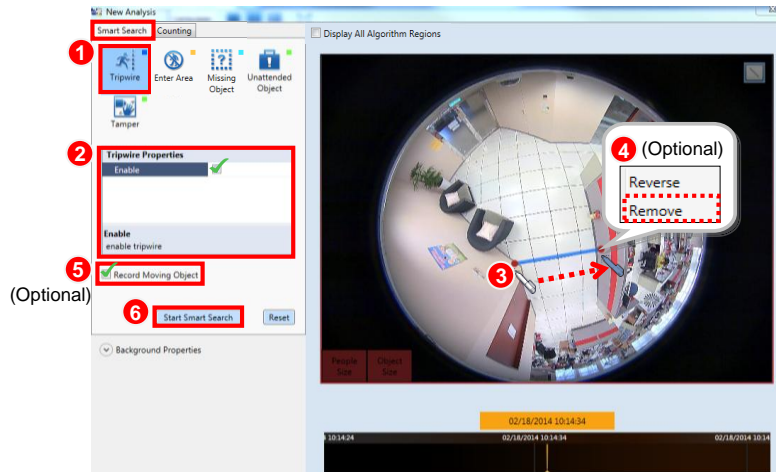 New Analysis
Smart Search
Counting
Display All Algorithm Regions
1
Tripwire
Enter Area
Missing
Object
Unattended
Object
Tamper
2
Tripwire Properties
Enable
Enable
enable tripwire
5
Record Moving Object
(Optional)
6
Start Smart Search
Reset
Background Properties
4 (Optional)
Reverse
Remove
3
People
Size
Object
Size
02/18/2014 10:14:34
10:14:24
02/18/2014 10:14:34
02/18/2014 10:14